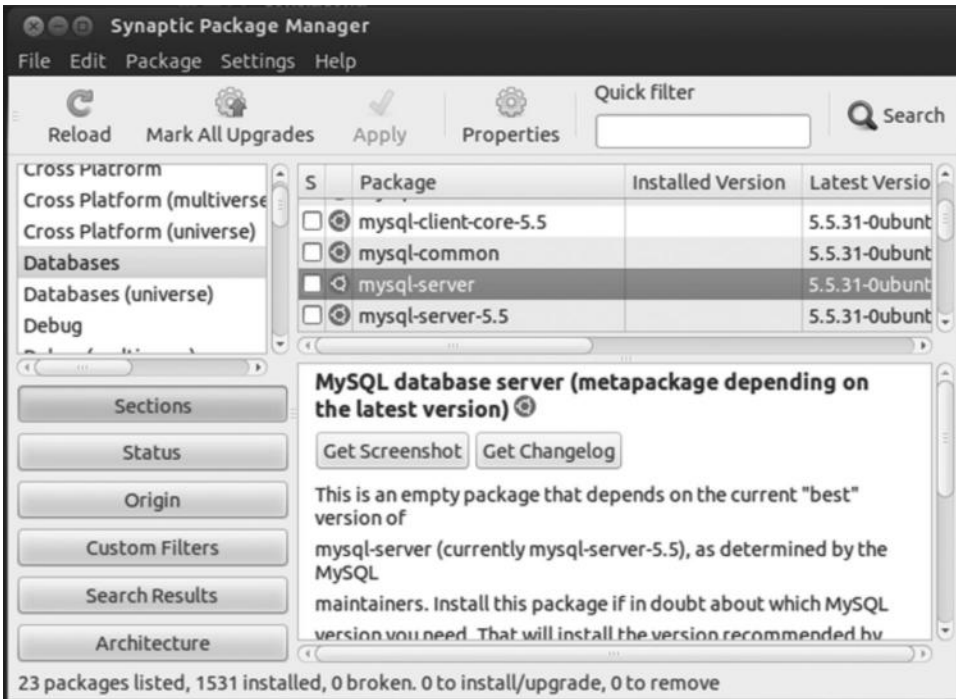 Synaptic Package Manager
File Edit Package Settings Help
Reload
Mark All Upgrades
Apply
Properties
Quick filter
Search
Cross Platform
Cross Platform (multiverse
Cross Platform (universe)
Databases
Databases (universe)
Debug
S Package Installed Version Latest Versio
mysql-client-core-5.5 5.5.31-0ubunt
mysql-common 5.5.31-0ubunt
mysql-server 5.5.31-0ubunt
mysql-server-5.5 5.5.31-0ubunt
Sections
Status
Origin
Custom Filters
Search Results
Architecture
MySQL database server (metapackage depending on
the latest version)
Get Screenshot Get Changelog
This is an empty package that depends on the current "best"
version of
mysql-server (currently mysql-server-5.5), as determined by the
MySQL
maintainers. Install this package if in doubt about which MySQL
version you need. That will install the version recommended by
23 packages listed, 1531 installed, 0 broken. 0 to install/upgrade, 0 to remove